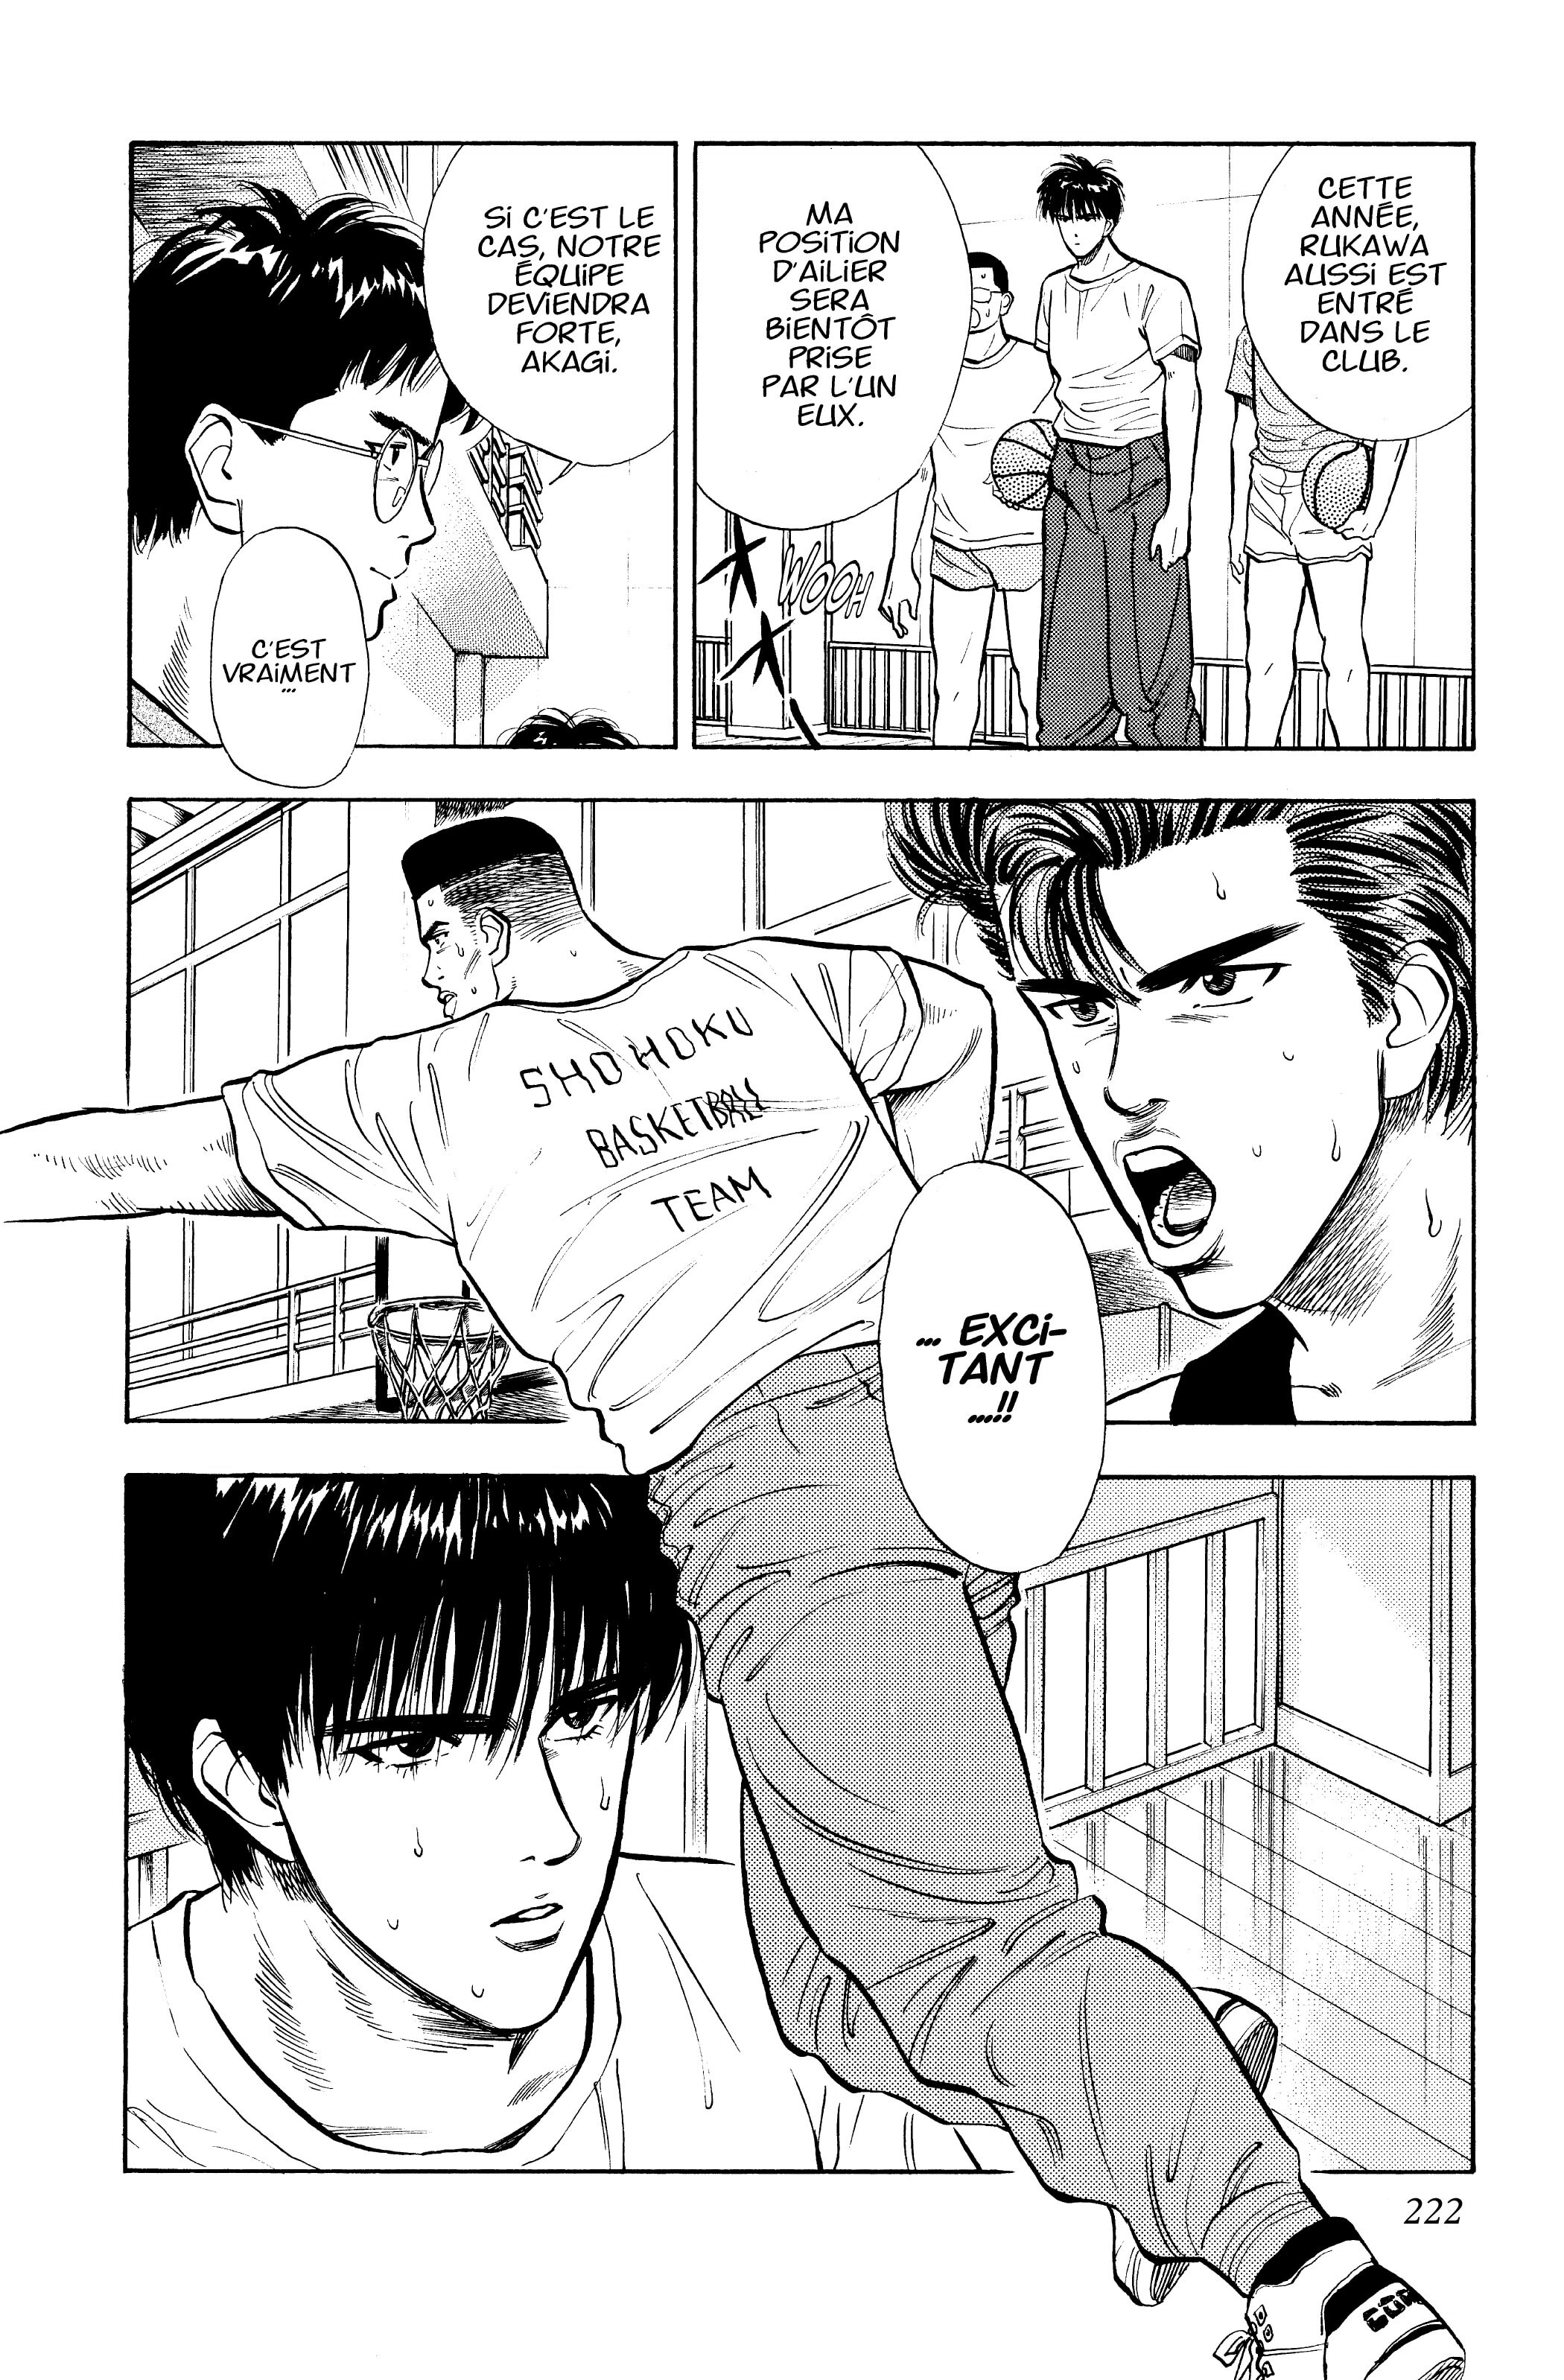 CETTE
ANNÉE,
RUKAWA
AUSSI EST
ENTRÉ
DANS LE
CLUB.
MA
POSITION
D'AILIER
SERA
BIENTÔT
PRISE
PAR L'UN
EUX.
WOOH
SI C'EST LE
CAS, NOTRE
ÉQUIPE
DEVIENDRA
FORTE,
AKAGI.
C'EST
VRAIMENT
...
SHOHOKU
BASKETBALL
TEAM
... EXCI-
TANT
...!!
222